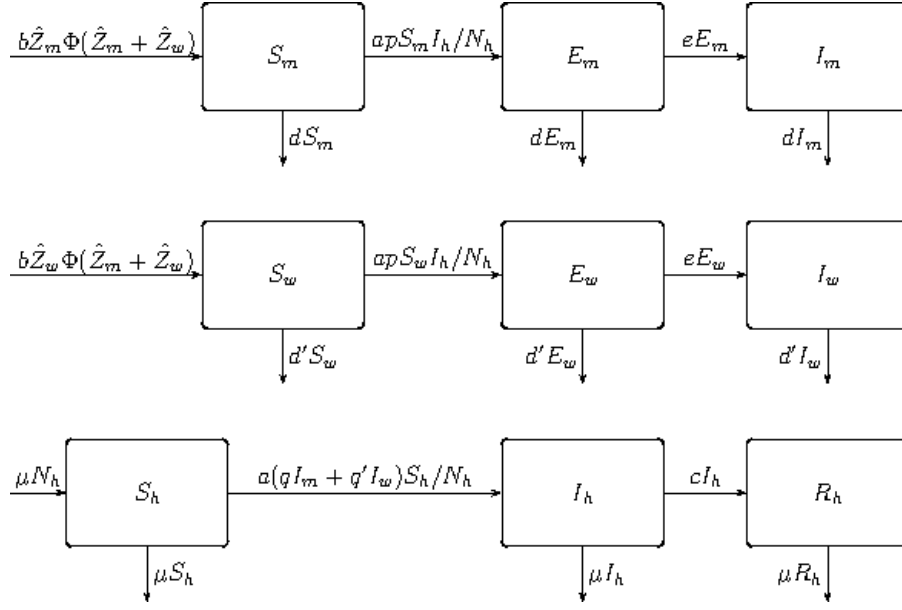 bẐ_mΦ(Ẑ_m + Ẑ_w) S_m apS_mI_h/N_h E_m eE_m I_m
dS_m dE_m dI_m
bẐ_wΦ(Ẑ_m + Ẑ_w) S_w apS_wI_h/N_h E_w eE_w I_w
d′S_w d′E_w d′I_w
μN_h S_h a(qI_m + q′I_w)S_h/N_h I_h cI_h R_h
μS_h μI_h μR_h